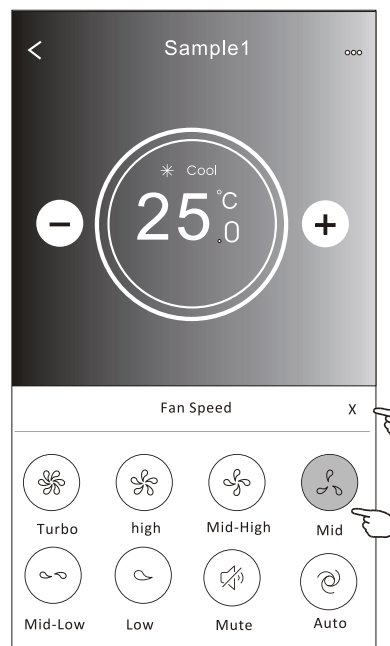 Sample1
Cool
25.0°C
Fan Speed X
Turbo high Mid-High Mid
Mid-Low Low Mute Auto